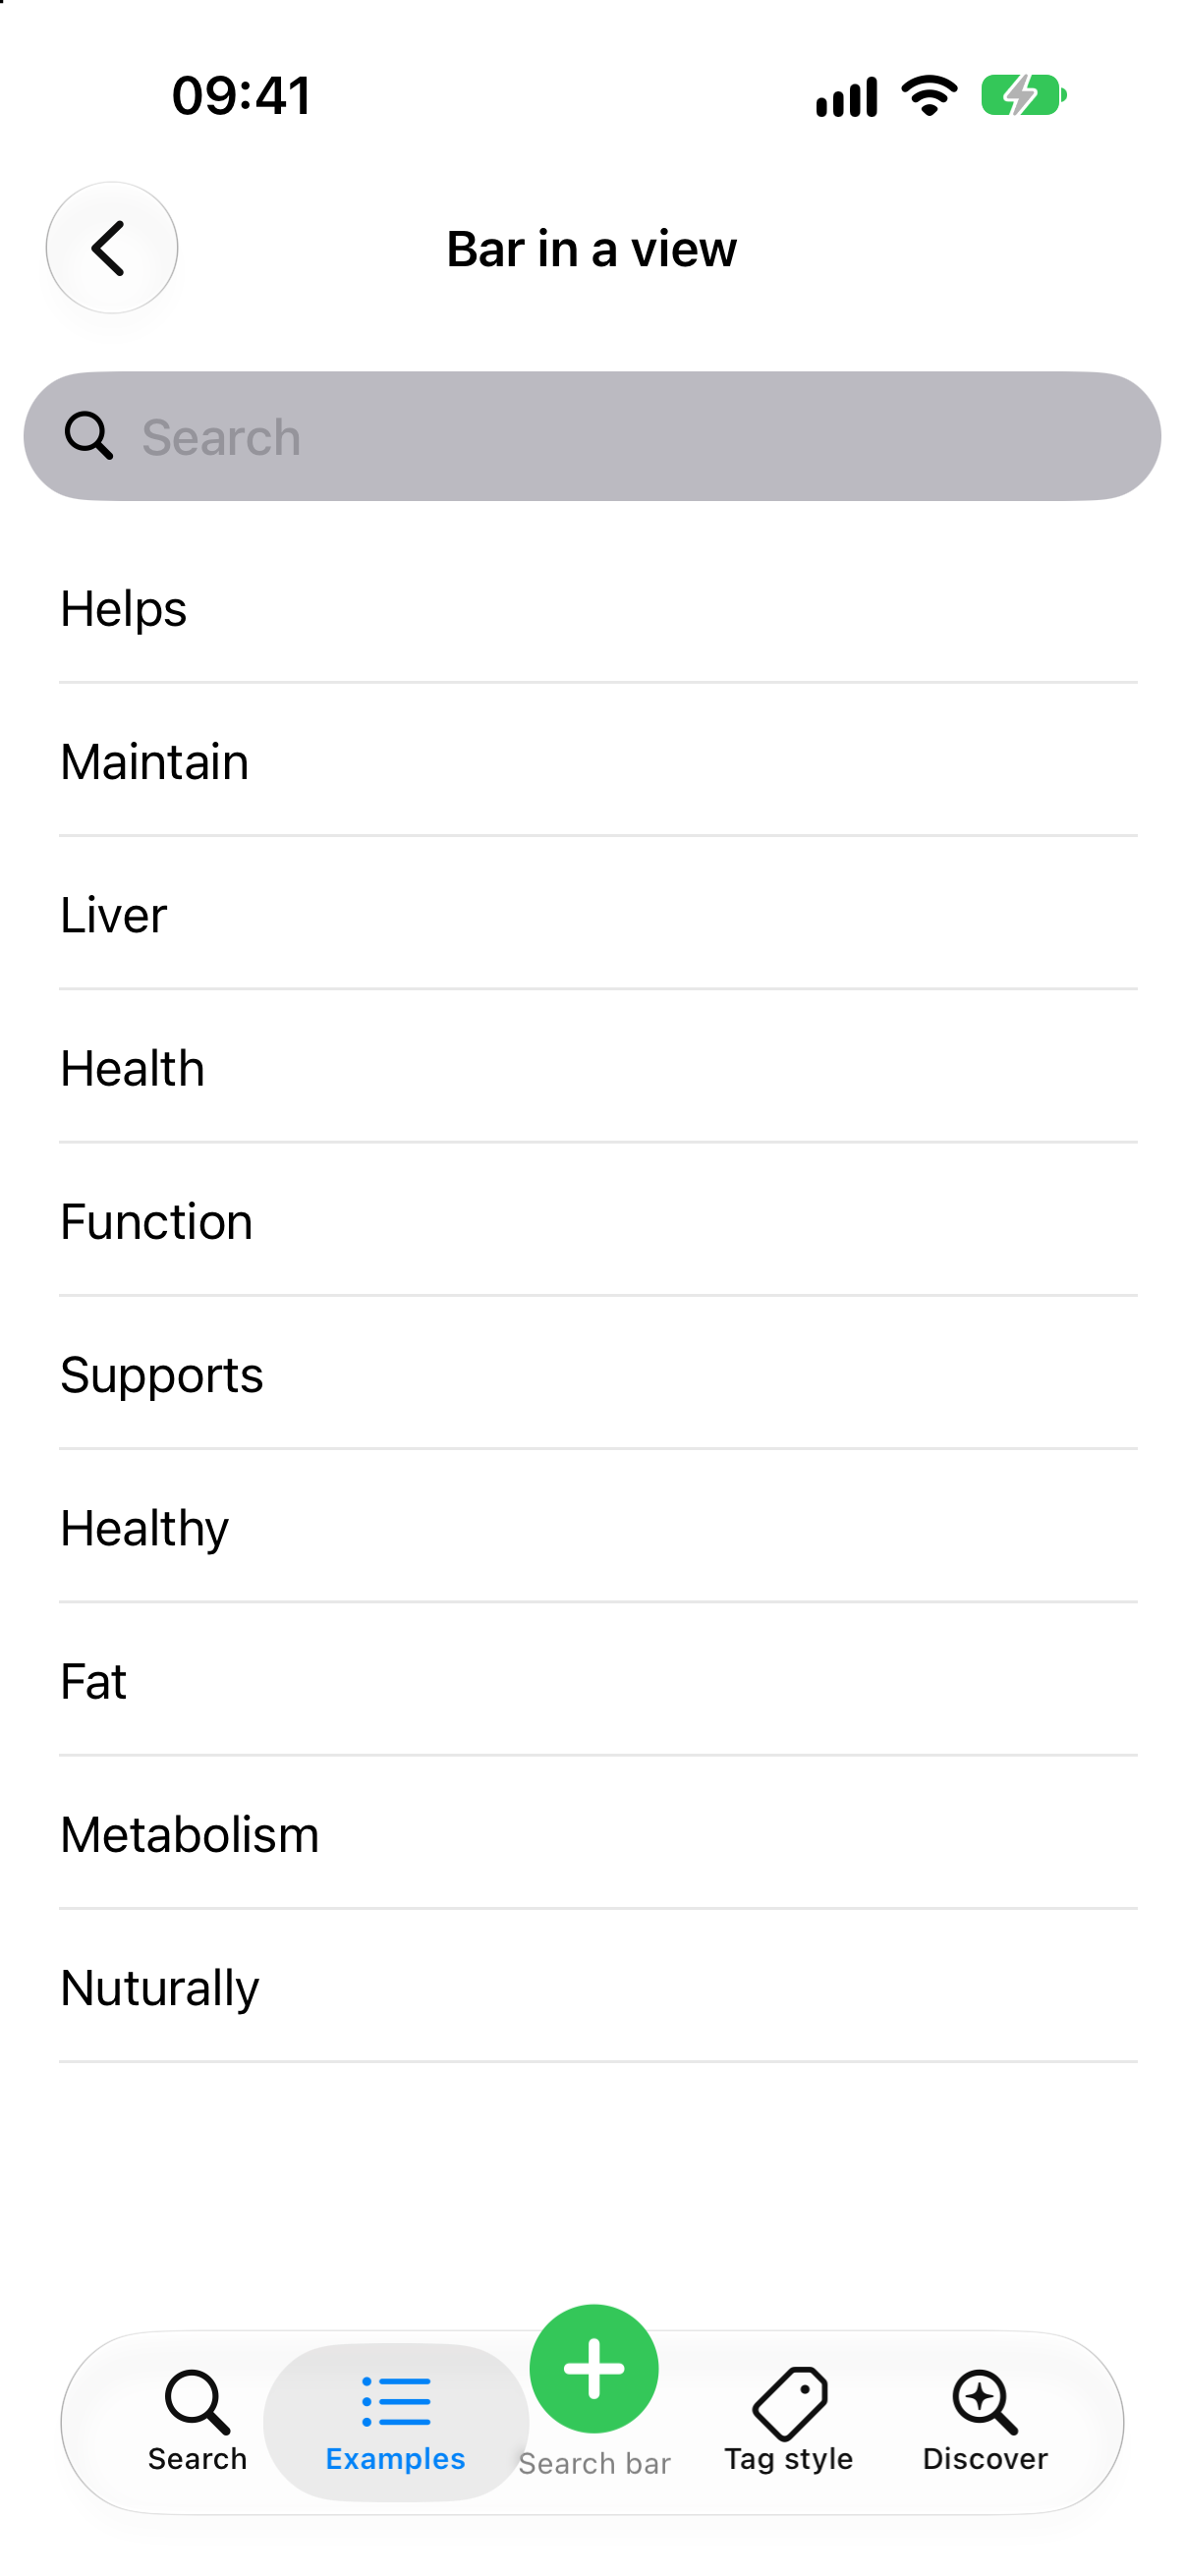 09:41
Bar in a view
Search
Helps
Maintain
Liver
Health
Function
Supports
Healthy
Fat
Metabolism
Nuturally
Search
Examples
Search bar
Tag style
Discover